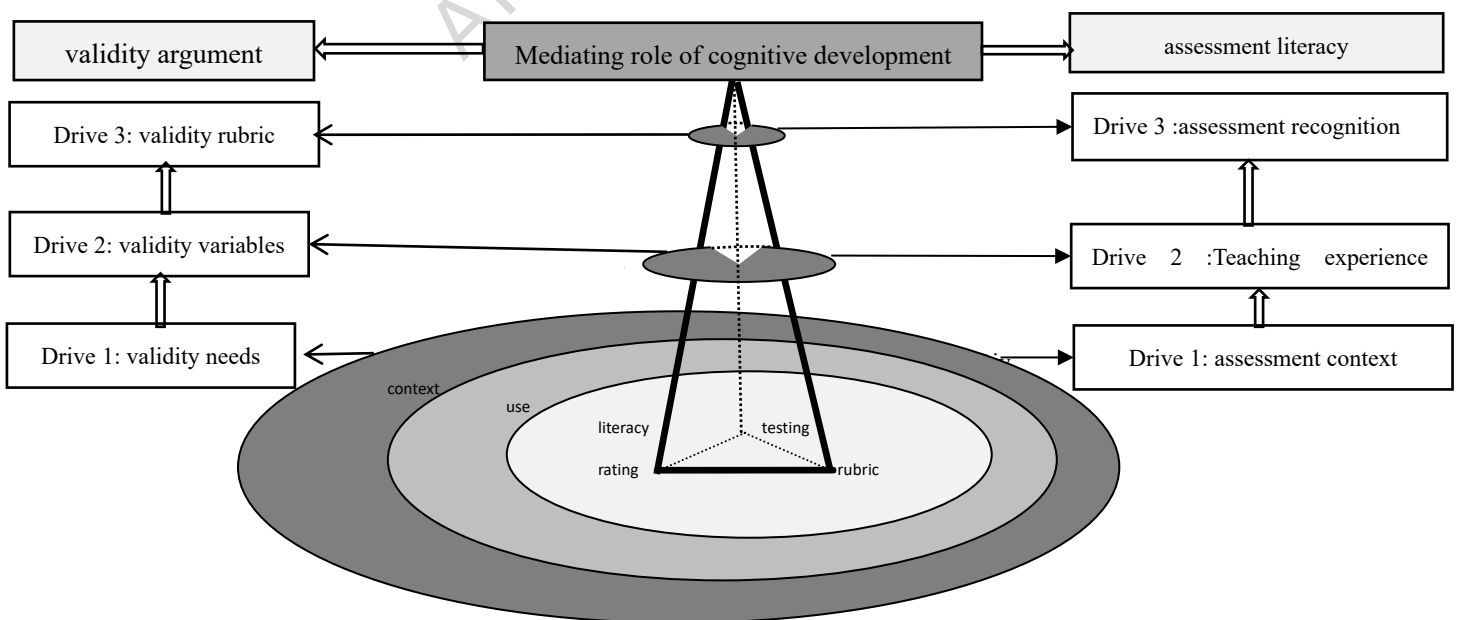 validity argument
Mediating role of cognitive development
assessment literacy
Drive 3: validity rubric
Drive 3 :assessment recognition
Drive 2: validity variables
Drive 2 :Teaching experience
Drive 1: validity needs
Drive 1: assessment context
context
use
literacy
testing
rating
rubric